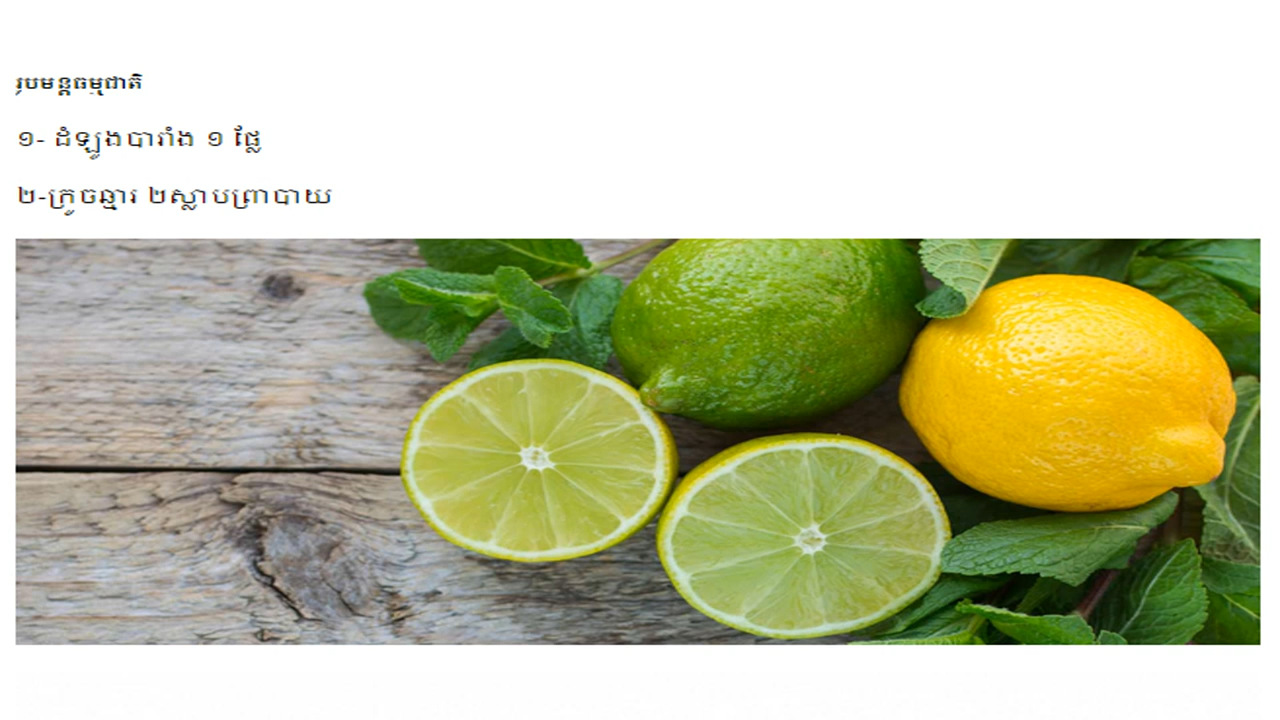 រូបមន្តធម្មជាតិ
១- ដំឡូងបារាំង ១ ផ្លែ
២-ក្រូចឆ្មារ ២ស្លាបព្រាបាយ